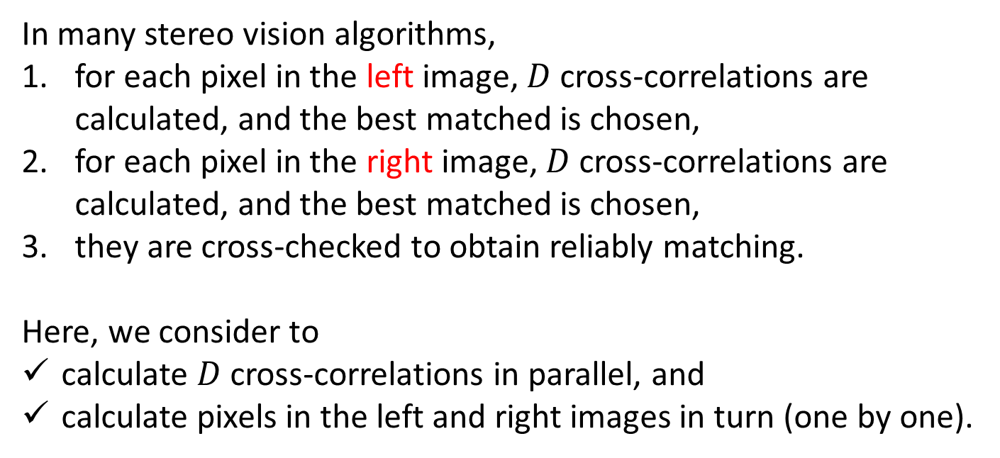 In many stereo vision algorithms,
1. for each pixel in the left image, D cross-correlations are
calculated, and the best matched is chosen,
2. for each pixel in the right image, D cross-correlations are
calculated, and the best matched is chosen,
3. they are cross-checked to obtain reliably matching.
Here, we consider to
✓ calculate D cross-correlations in parallel, and
✓ calculate pixels in the left and right images in turn (one by one).